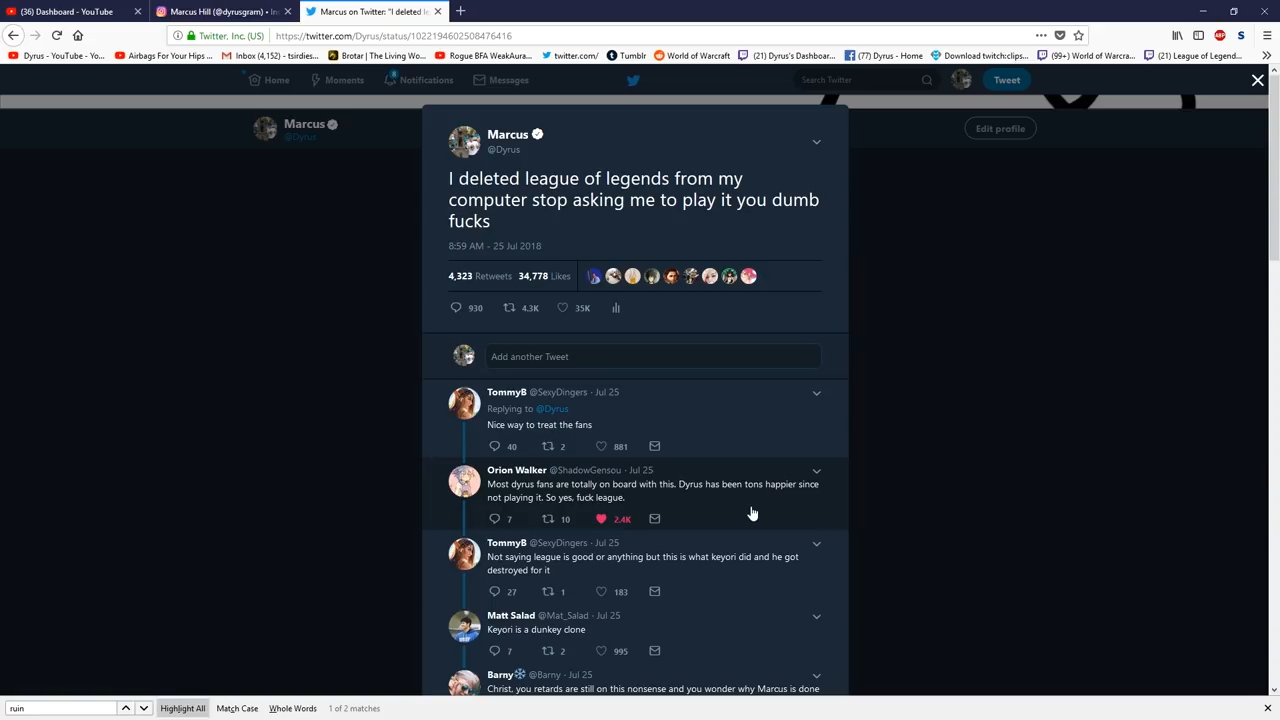 (36) Dashboard - YouTube
Marcus Hill (@dyrusgram) • Ins
Marcus on Twitter: "I deleted l
Twitter, Inc. (US)
https://twitter.com/Dyrus/status/1022194602508476416
Dyrus - YouTube - Yo...
Airbags For Your Hips ...
Inbox (4,152) - tsirdies...
Brotar | The Living Wo...
Rogue BFA WeakAura...
twitter.com/
Tumblr
World of Warcraft
(21) Dyrus's Dashboar...
(77) Dyrus - Home
Download twitch:clips...
(99+) World of Warcra...
(21) League of Legend...
Home
Moments
8
Notifications
Messages
Search Twitter
Tweet
Marcus
@Dyrus
Edit profile
Marcus
@Dyrus
I deleted league of legends from my
computer stop asking me to play it you dumb
fucks
8:59 AM - 25 Jul 2018
4,323 Retweets 34,778 Likes
930 4.3K 35K
Add another Tweet
TommyB @SexyDingers · Jul 25
Replying to @Dyrus
Nice way to treat the fans
40 2 881
Orion Walker @ShadowGensou · Jul 25
Most dyrus fans are totally on board with this. Dyrus has been tons happier since
not playing it. So yes, fuck league.
7 10 2.4K
TommyB @SexyDingers · Jul 25
Not saying league is good or anything but this is what keyori did and he got
destroyed for it
27 1 183
Matt Salad @Mat_Salad · Jul 25
Keyori is a dunkey clone
7 2 995
Barny @Barny · Jul 25
Christ, you retards are still on this nonsense and you wonder why Marcus is done
ruin
Highlight All
Match Case
Whole Words
1 of 2 matches